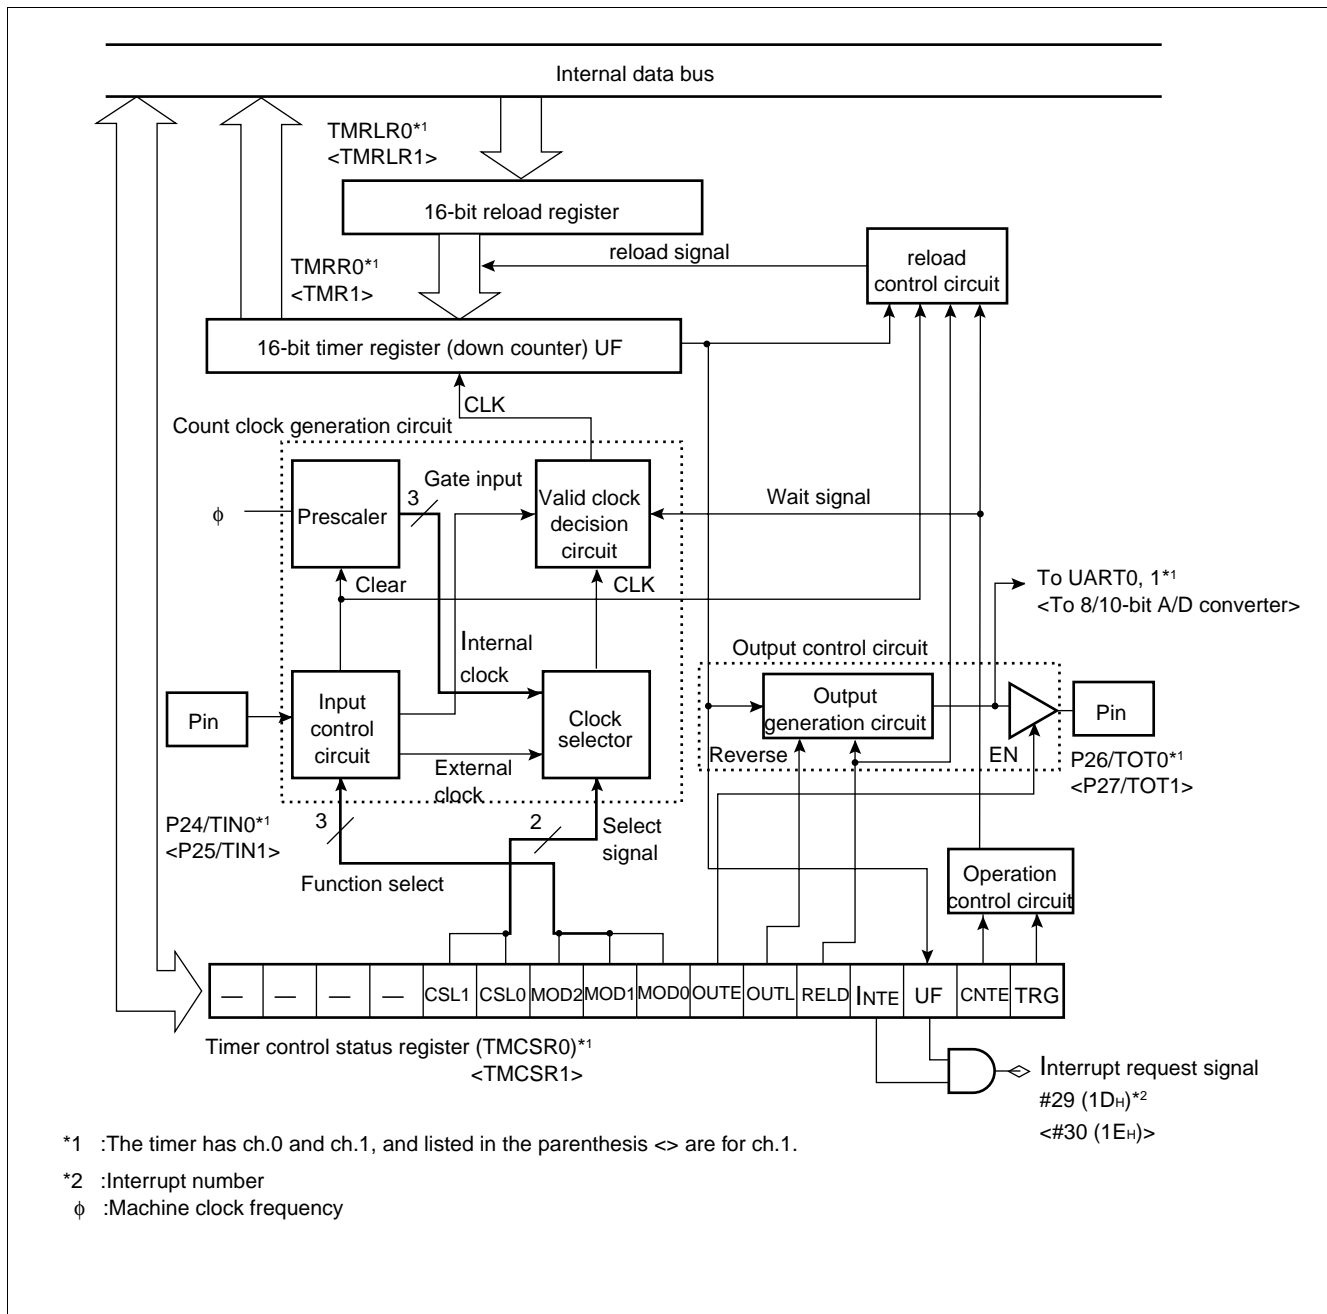 Internal data bus
TMRLR0*1
<TMRLR1>
16-bit reload register
reload signal
reload
control circuit
TMRR0*1
<TMR1>
16-bit timer register (down counter) UF
CLK
Count clock generation circuit
Gate input
3
Prescaler
ϕ
Valid clock
decision
circuit
Wait signal
Clear
CLK
To UART0, 1*1
<To 8/10-bit A/D converter>
Internal
clock
Output control circuit
Pin
Input
control
circuit
Clock
selector
Output
generation circuit
Pin
External
clock
Reverse
EN
P26/TOT0*1
<P27/TOT1>
P24/TIN0*1
<P25/TIN1>
3
2
Select
signal
Function select
Operation
control circuit
— — — — CSL1 CSL0 MOD2 MOD1 MOD0 OUTE OUTL RELD INTE UF CNTE TRG
Timer control status register (TMCSR0)*1
<TMCSR1>
Interrupt request signal
#29 (1DH)*2
<#30 (1EH)>
*1 :The timer has ch.0 and ch.1, and listed in the parenthesis <> are for ch.1.
*2 :Interrupt number
ϕ :Machine clock frequency